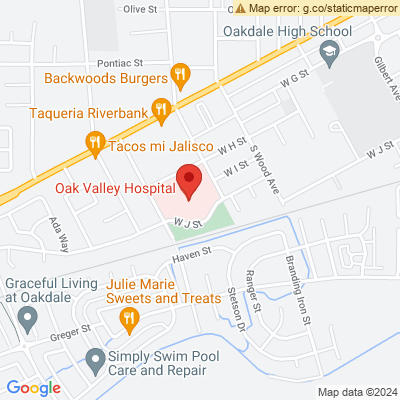 Map error: g.co/staticmaperror
Olive St
Oakdale High School
Pontiac St
Backwoods Burgers
W G St
Gilbert Ave
Taqueria Riverbank
Tacos mi Jalisco
W H St
S Wood Ave
W J St
W I St
Oak Valley Hospital
Ada Way
W J St
Haven St
Graceful Living
at Oakdale
Julie Marie
Sweets and Treats
Ranger St
Branding Iron St
Stetson Dr
Greger St
Simply Swim Pool
Care and Repair
Google
Map data ©2024